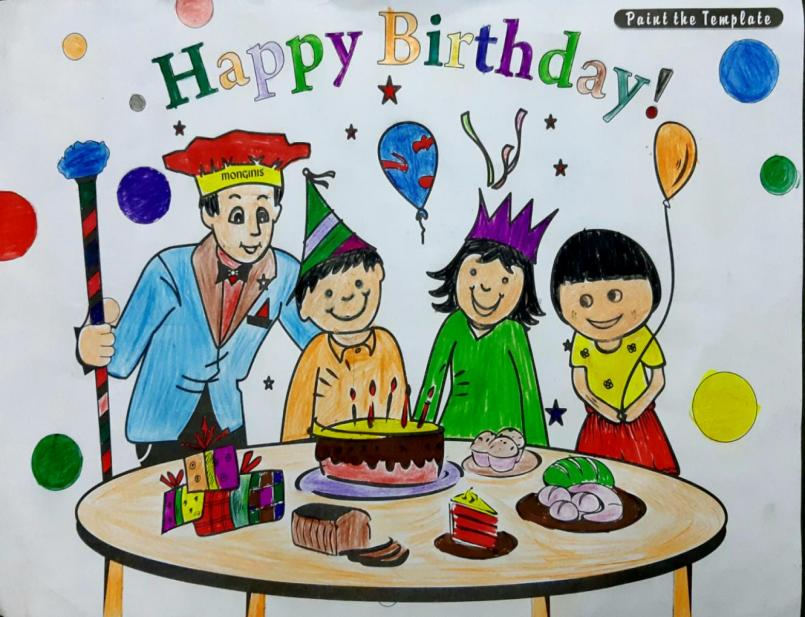 Paint the Template
Happy Birthday!
MONGINIS